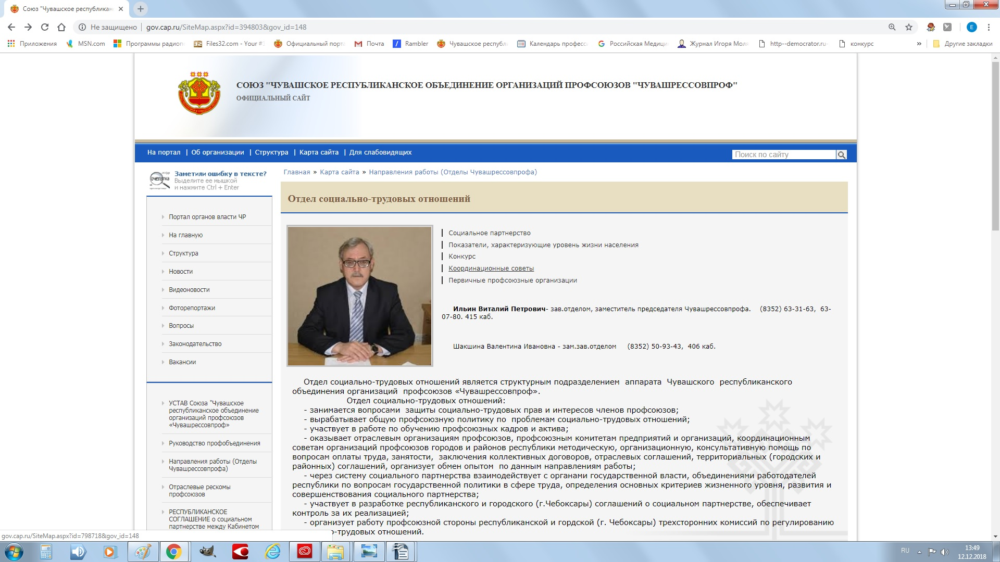 Союз "Чувашское республикан
Не защищено
gov.cap.ru/SiteMap.aspx?id=394803&gov_id=148
E
Приложения
MSN.com
Программы радиоп
Files32.com - Your #1
Официальный порта
Почта
Rambler
Чувашское республ
Календарь професс
Российская Медици
Журнал Игоря Моля
http--democrator.ru-
конкурс
»
Другие закладки
СОЮЗ "ЧУВАШСКОЕ РЕСПУБЛИКАНСКОЕ ОБЪЕДИНЕНИЕ ОРГАНИЗАЦИЙ ПРОФСОЮЗОВ "ЧУВАШРЕССОВПРОФ"
ОФИЦИАЛЬНЫЙ САЙТ
На портал | Об организации | Структура | Карта сайта | Для слабовидящих
Поиск по сайту
очепятка
Заметили ошибку в тексте?
Выделите ее мышкой
и нажмите Ctrl + Enter
Портал органов власти ЧР
На главную
Структура
Новости
Видеоновости
Фоторепортажи
Вопросы
Законодательство
Вакансии
УСТАВ Союза "Чувашское
республиканское объединение
организаций профсоюзов
«Чувашрессовпроф»
Руководство профобъединения
Направления работы (Отделы
Чувашрессовпрофа)
Отраслевые рескомы
профсоюзов
РЕСПУБЛИКАНСКОЕ
СОГЛАШЕНИЕ о социальном
партнерстве между Кабинетом
Главная » Карта сайта » Направления работы (Отделы Чувашрессовпрофа)
Отдел социально-трудовых отношений
Социальное партнерство
Показатели, характеризующие уровень жизни населения
Конкурс
Координационные советы
Первичные профсоюзные организации
Ильин Виталий Петрович- зав.отделом, заместитель председателя Чувашрессовпрофа. (8352) 63-31-63, 63-
07-80. 415 каб.
Шакшина Валентина Ивановна - зам.зав.отделом (8352) 50-93-43, 406 каб.
Отдел социально-трудовых отношений является структурным подразделением аппарата Чувашского республиканского
объединения организаций профсоюзов «Чувашрессовпроф».
Отдел социально-трудовых отношений:
- занимается вопросами защиты социально-трудовых прав и интересов членов профсоюзов;
- вырабатывает общую профсоюзную политику по проблемам социально-трудовых отношений;
- участвует в работе по обучению профсоюзных кадров и актива;
- оказывает отраслевым организациям профсоюзов, профсоюзным комитетам предприятий и организаций, координационным
советам организаций профсоюзов городов и районов республики методическую, организационную, консультативную помощь по
вопросам оплаты труда, занятости, заключения коллективных договоров, отраслевых соглашений, территориальных (городских и
районных) соглашений, организует обмен опытом по данным направлениям работы;
- через систему социального партнерства взаимодействует с органами государственной власти, объединениями работодателей
республики по вопросам государственной политики в сфере труда, определения основных критериев жизненного уровня, развития и
совершенствования социального партнерства;
- участвует в разработке республиканского и городского (г.Чебоксары) соглашений о социальном партнерстве, обеспечивает
контроль за их реализацией;
- организует работу профсоюзной стороны республиканской и гордской (г. Чебоксары) трехсторонних комиссий по регулированию
о-трудовых отношений.
gov.cap.ru/SiteMap.aspx?id=798718&gov_id=148
RU
13:49
12.12.2018